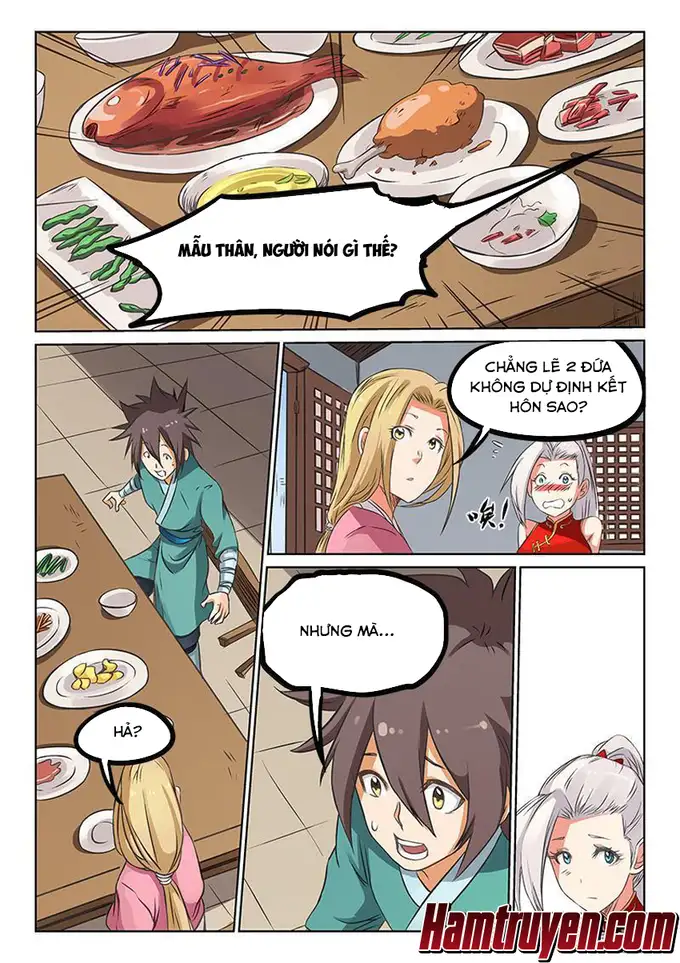 MẪU THÂN, NGƯỜI NÓI GÌ THẾ?
CHẲNG LẼ 2 ĐỨA
KHÔNG DỰ ĐỊNH KẾT
HÔN SAO?
唉!
HẢ?
NHƯNG MÀ...
Hamtruyen.com